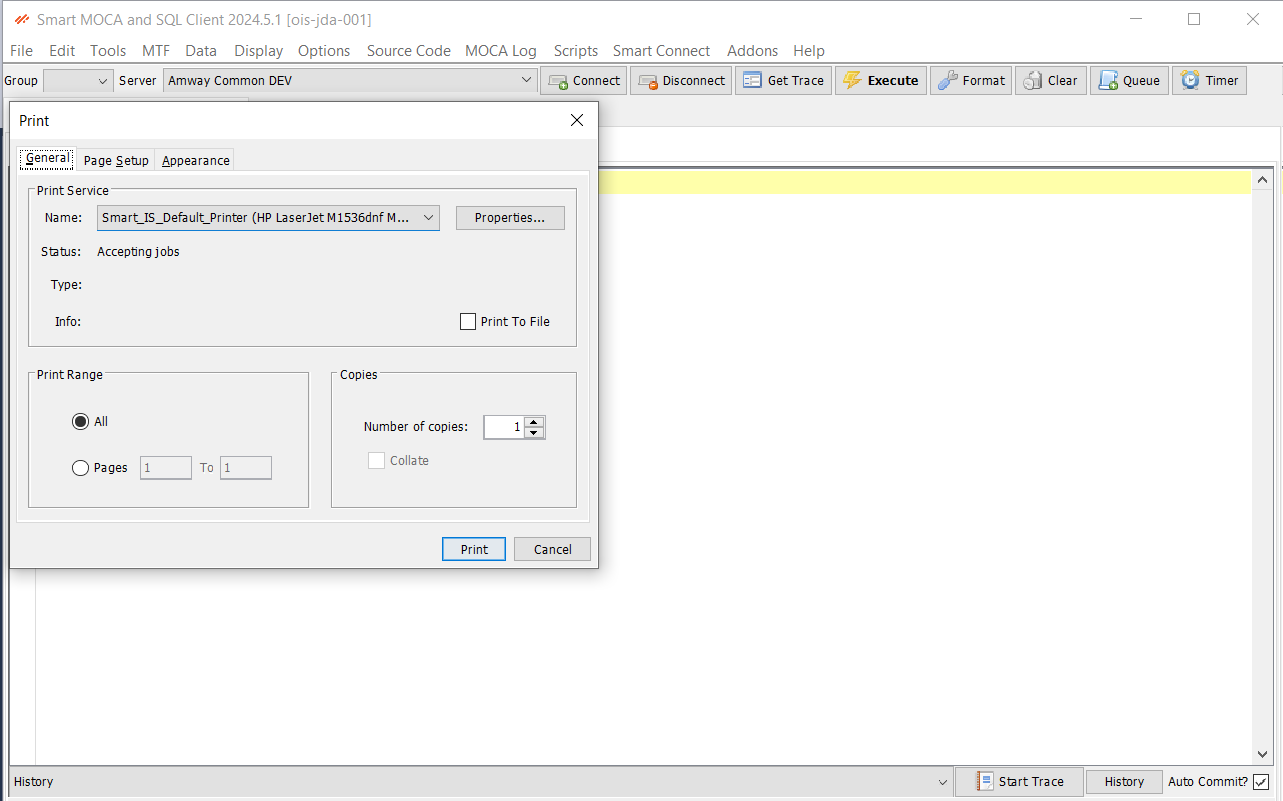 Smart MOCA and SQL Client 2024.5.1 [ois-jda-001]
File Edit Tools MTF Data Display Options Source Code MOCA Log Scripts Smart Connect Addons Help
Group Server Amway Common DEV Connect Disconnect Get Trace Execute Format Clear Queue Timer
Print
General Page Setup Appearance
Print Service
Name: Smart_IS_Default_Printer (HP LaserJet M1536dnf M... Properties...
Status: Accepting jobs
Type:
Info: Print To File
Print Range Copies
All
Number of copies: 1
Collate
Pages 1 To 1
Print Cancel
History Start Trace History Auto Commit?